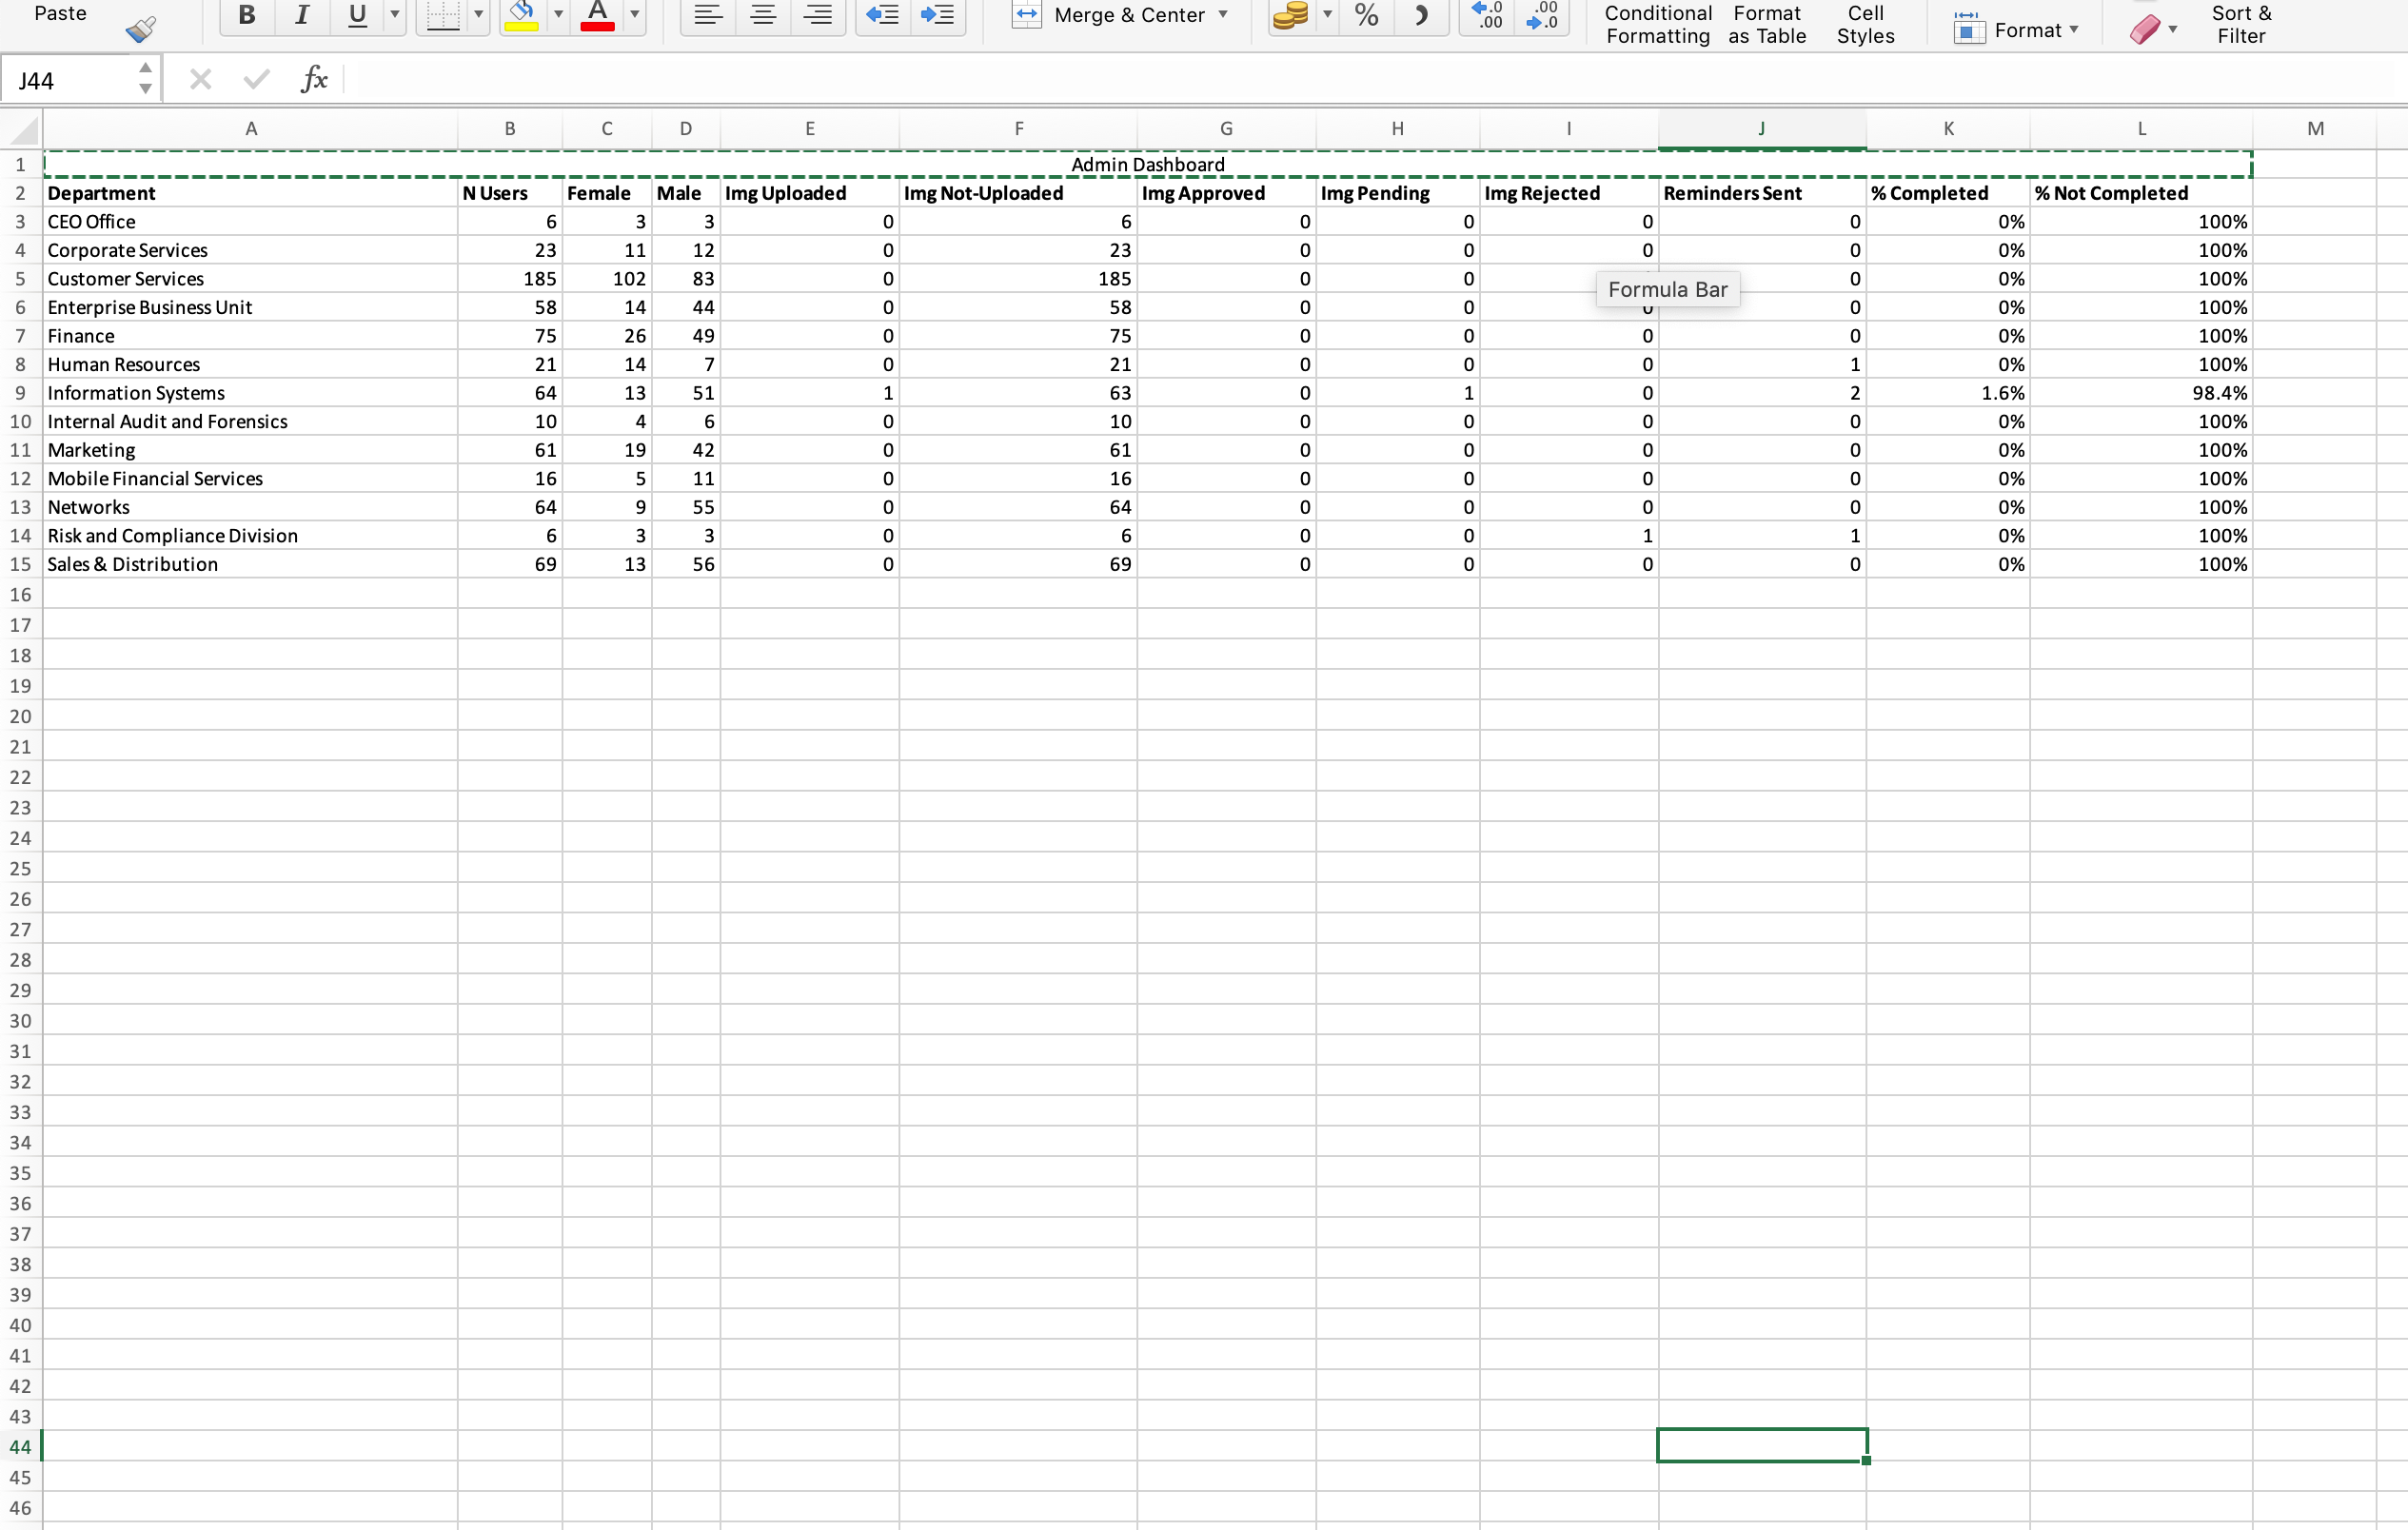 Paste B I U A Merge & Center % Conditional Formatting Format as Table Cell Styles Format Sort & Filter
J44 fx
A B C D E F G H I J K L M
1 Admin Dashboard
2 Department N Users Female Male Img Uploaded Img Not-Uploaded Img Approved Img Pending Img Rejected Reminders Sent % Completed % Not Completed
3 CEO Office 6 3 3 0 6 0 0 0 0 0% 100%
4 Corporate Services 23 11 12 0 23 0 0 0 0 0% 100%
5 Customer Services 185 102 83 0 185 0 0 0 0% 100%
Formula Bar
6 Enterprise Business Unit 58 14 44 0 58 0 0 0 0 0% 100%
7 Finance 75 26 49 0 75 0 0 0 0 0% 100%
8 Human Resources 21 14 7 0 21 0 0 0 1 0% 100%
9 Information Systems 64 13 51 1 63 0 1 0 2 1.6% 98.4%
10 Internal Audit and Forensics 10 4 6 0 10 0 0 0 0 0% 100%
11 Marketing 61 19 42 0 61 0 0 0 0 0% 100%
12 Mobile Financial Services 16 5 11 0 16 0 0 0 0 0% 100%
13 Networks 64 9 55 0 64 0 0 0 0 0% 100%
14 Risk and Compliance Division 6 3 3 0 6 0 0 1 1 0% 100%
15 Sales & Distribution 69 13 56 0 69 0 0 0 0 0% 100%
16
17
18
19
20
21
22
23
24
25
26
27
28
29
30
31
32
33
34
35
36
37
38
39
40
41
42
43
44
45
46